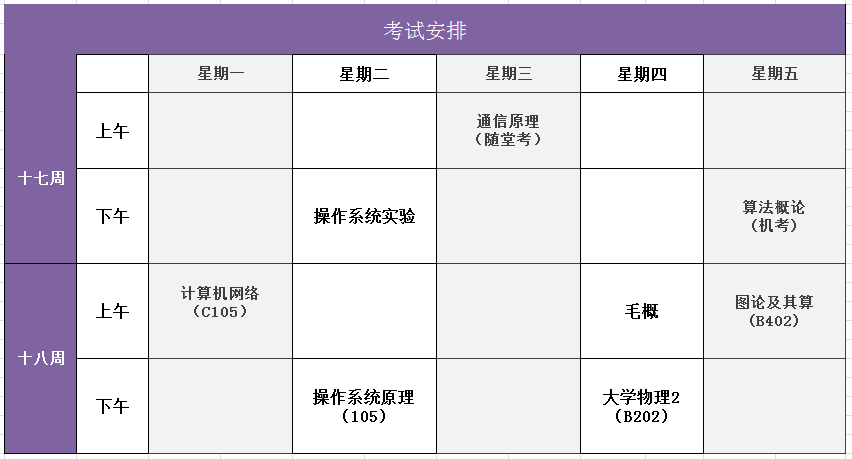 考试安排
星期一
星期二
星期三
星期四
星期五
十七周
上午
通信原理
（随堂考）
下午
操作系统实验
算法概论
（机考）
十八周
上午
计算机网络
（C105）
毛概
图论及其算
（B402）
下午
操作系统原理
（105）
大学物理2
（B202）